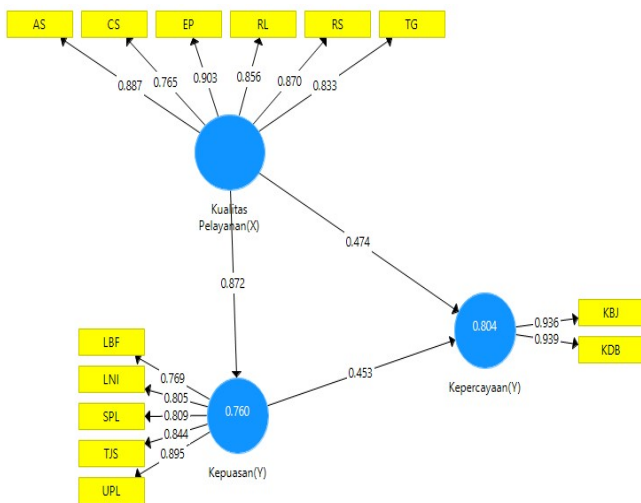 AS CS EP RL RS TG
0.887 0.765 0.903 0.856 0.870 0.833
Kualitas
Pelayanan(X)
0.474
0.872
0.804
KBJ
0.936
0.939
KDB
Kepercayaan(Y)
0.453
LBF
LNI
SPL
TJS
UPL
0.769
0.805
0.809
0.844
0.895
0.760
Kepuasan(Y)